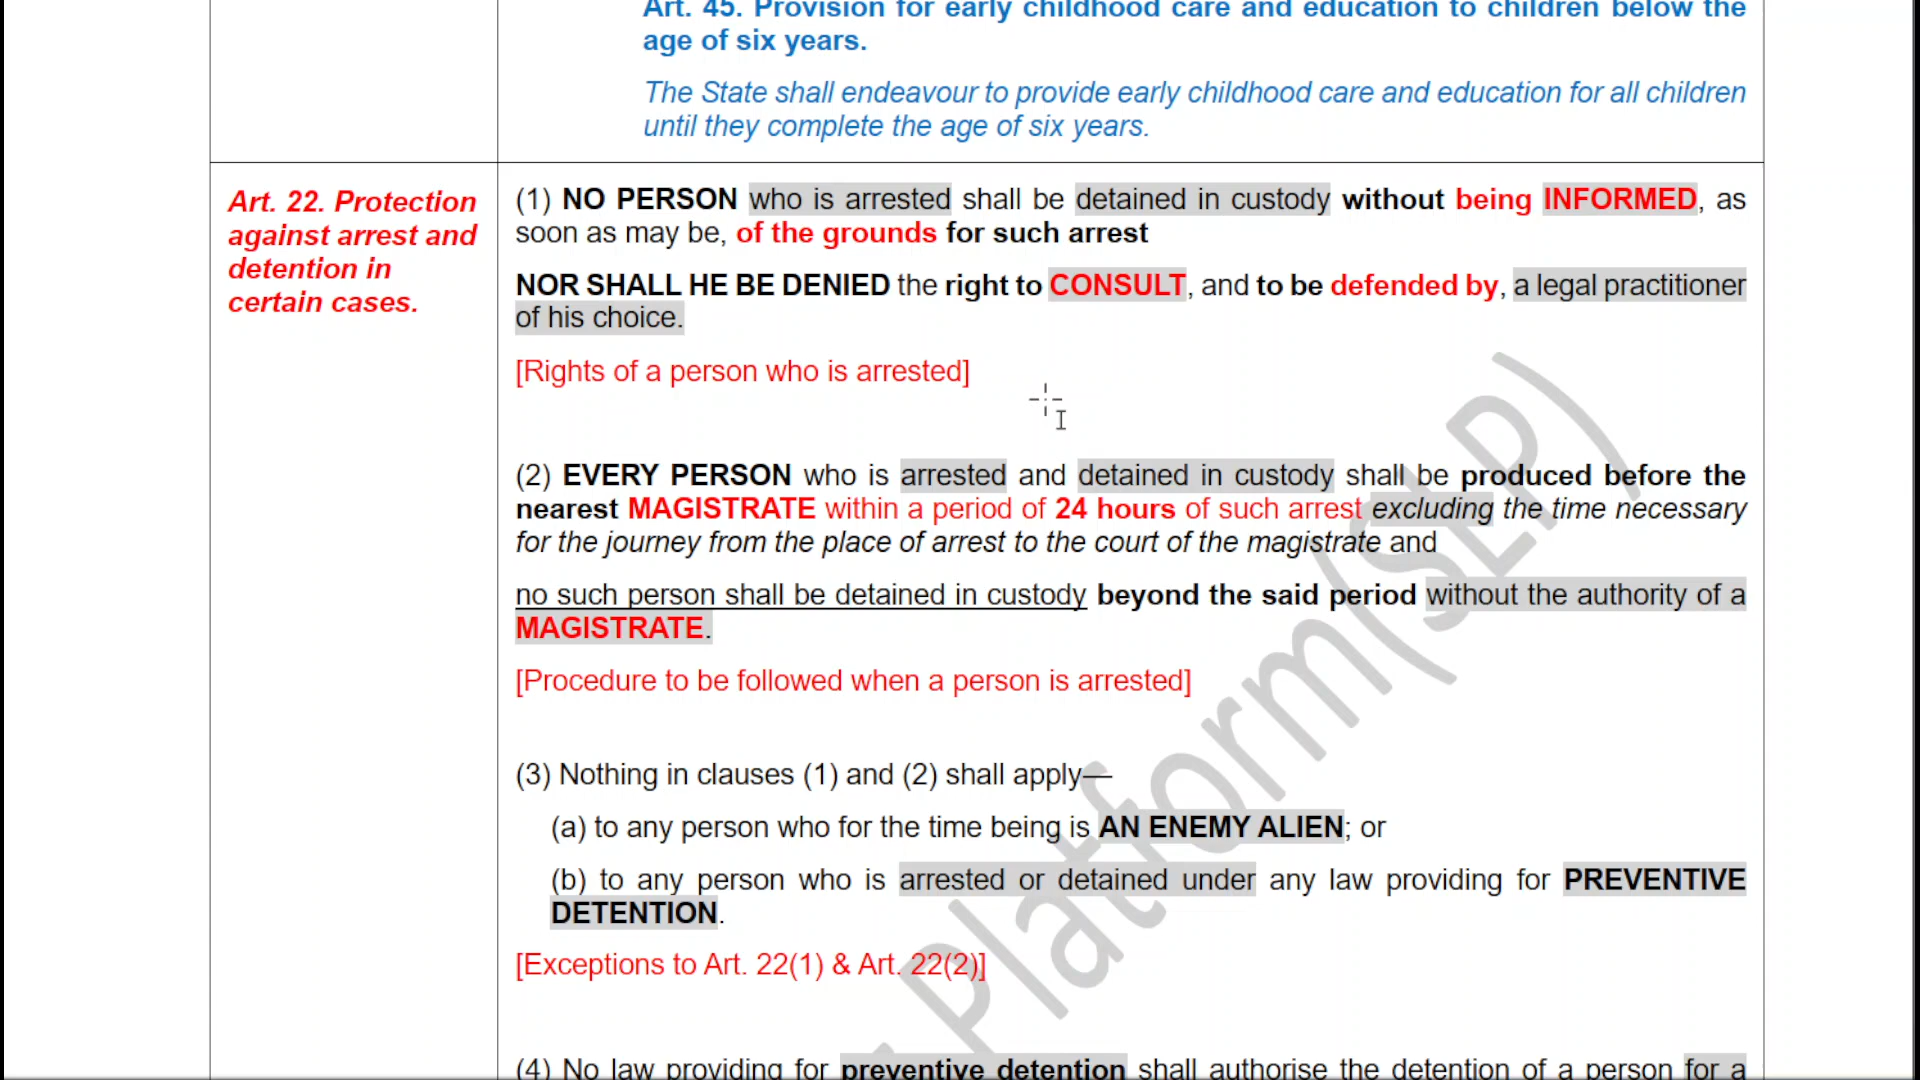 Art. 45. Provision for early childhood care and education to children below the
age of six years.
The State shall endeavour to provide early childhood care and education for all children
until they complete the age of six years.
Art. 22. Protection
against arrest and
detention in
certain cases.
(1) NO PERSON who is arrested shall be detained in custody without being INFORMED, as
soon as may be, of the grounds for such arrest
NOR SHALL HE BE DENIED the right to CONSULT, and to be defended by, a legal practitioner
of his choice.
[Rights of a person who is arrested]
(2) EVERY PERSON who is arrested and detained in custody shall be produced before the
nearest MAGISTRATE within a period of 24 hours of such arrest excluding the time necessary
for the journey from the place of arrest to the court of the magistrate and
no such person shall be detained in custody beyond the said period without the authority of a
MAGISTRATE.
[Procedure to be followed when a person is arrested]
(3) Nothing in clauses (1) and (2) shall apply—
(a) to any person who for the time being is AN ENEMY ALIEN; or
(b) to any person who is arrested or detained under any law providing for PREVENTIVE
DETENTION.
[Exceptions to Art. 22(1) & Art. 22(2)]
(4) No law providing for preventive detention shall authorise the detention of a person for a
Platform(SLP)